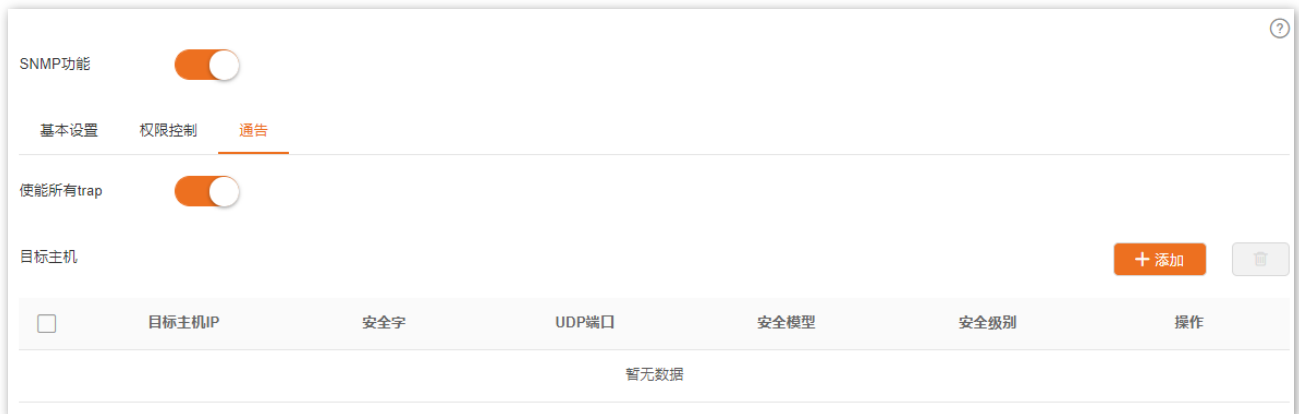 ?
SNMP功能
基本设置 权限控制 通告
使能所有trap
目标主机 + 添加
目标主机IP 安全字 UDP端口 安全模型 安全级别 操作
暂无数据